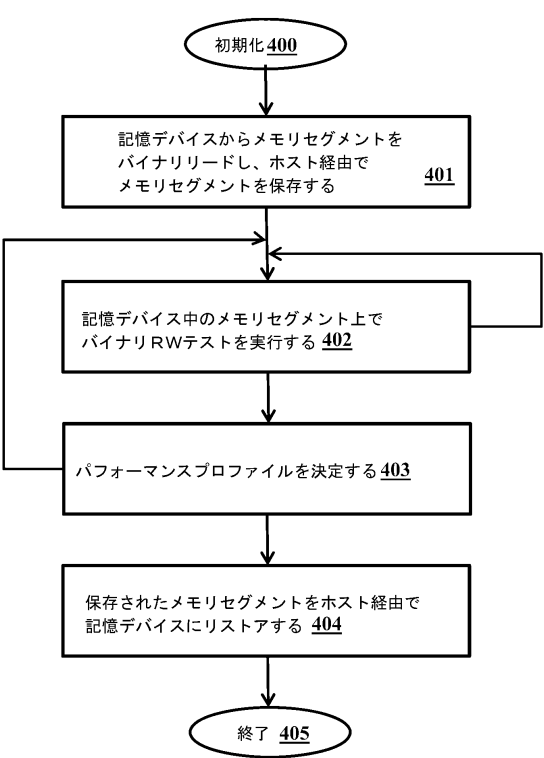 初期化 400
記憶デバイスからメモリセグメントを
バイナリリードし、ホスト経由で
メモリセグメントを保存する
401
記憶デバイス中のメモリセグメント上で
バイナリRWテストを実行する 402
パフォーマンスプロファイルを決定する 403
保存されたメモリセグメントをホスト経由で
記憶デバイスにリストアする 404
終了 405